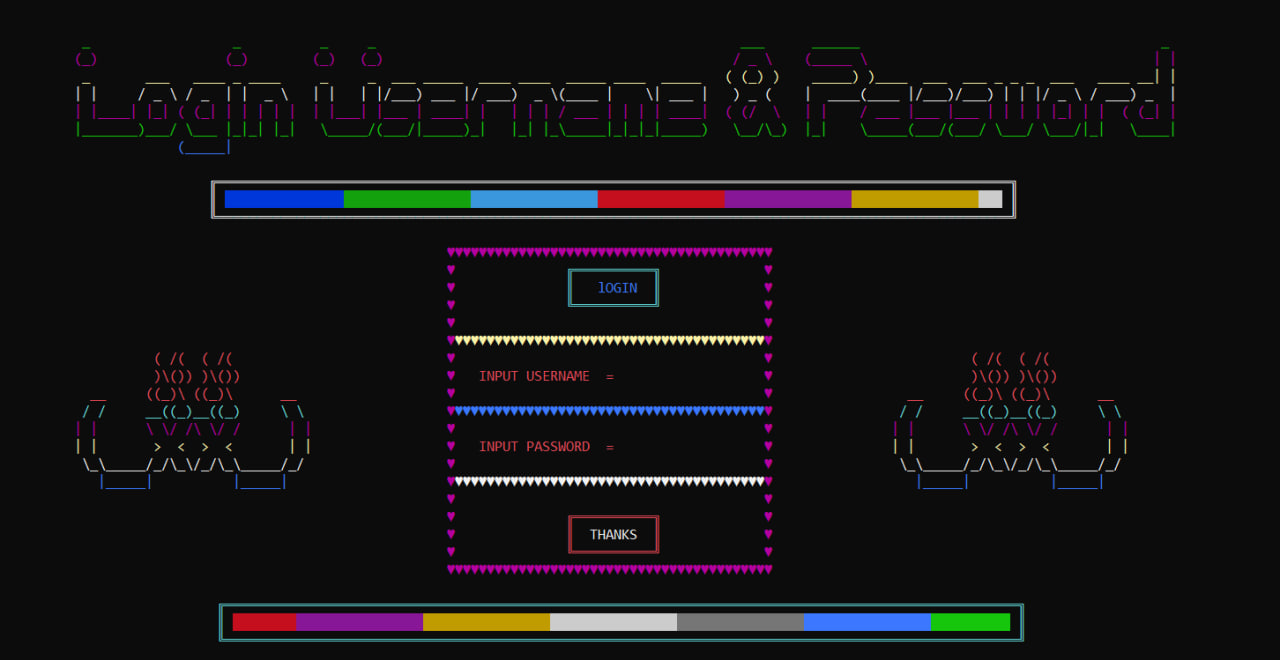 Login Username & Password
lOGIN
INPUT USERNAME =
INPUT PASSWORD =
THANKS